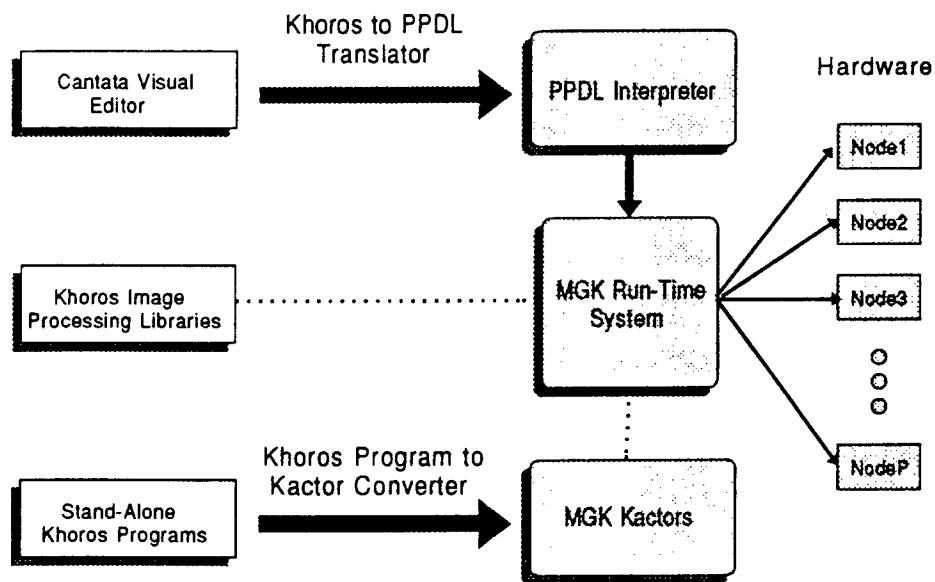 Khoros to PPDL
Translator
Cantata Visual
Editor
PPDL Interpreter
Hardware
Node1
Node2
Khoros Image
Processing Libraries
MGK Run-Time
System
Node3
Khoros Program to
Kactor Converter
NodeP
Stand-Alone
Khoros Programs
MGK Kactors